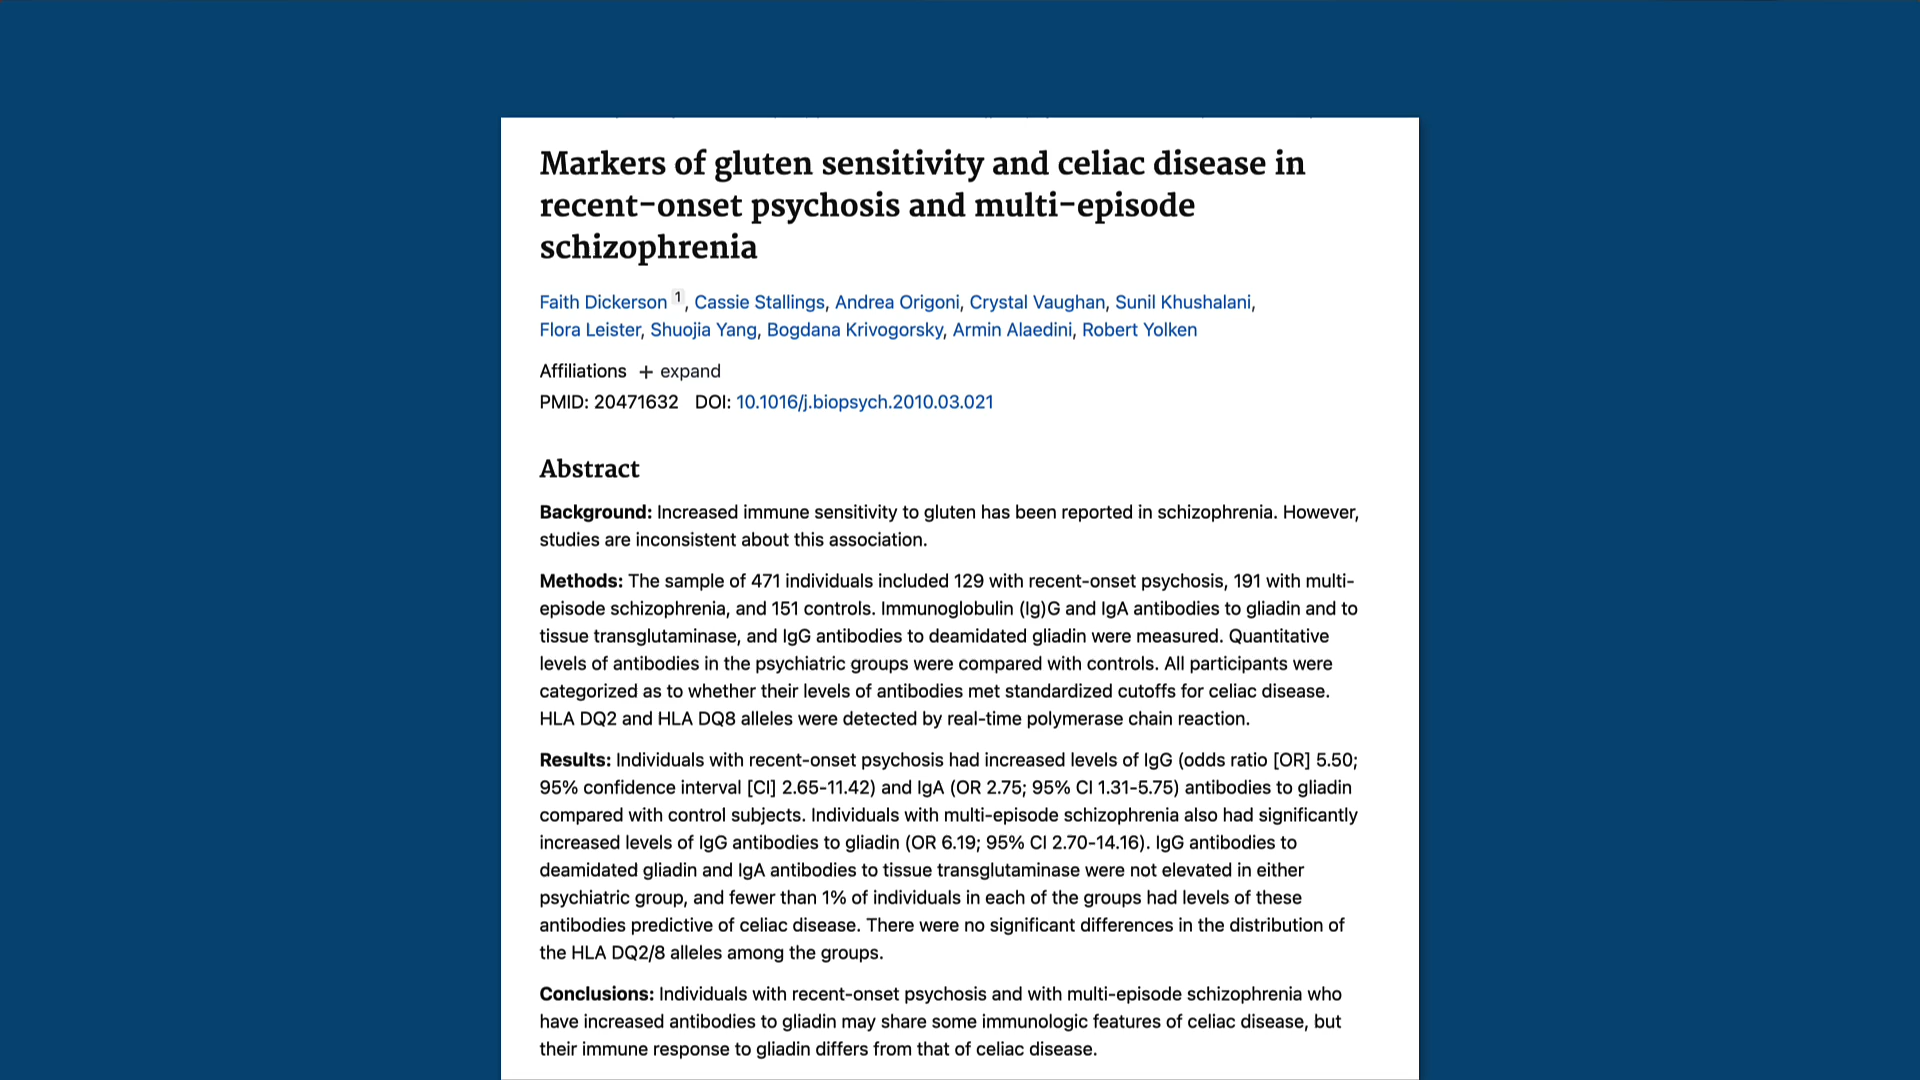 Markers of gluten sensitivity and celiac disease in
recent-onset psychosis and multi-episode
schizophrenia
Faith Dickerson 1, Cassie Stallings, Andrea Origoni, Crystal Vaughan, Sunil Khushalani,
Flora Leister, Shuojia Yang, Bogdana Krivogorsky, Armin Alaedini, Robert Yolken
Affiliations + expand
PMID: 20471632 DOI: 10.1016/j.biopsych.2010.03.021
Abstract
Background: Increased immune sensitivity to gluten has been reported in schizophrenia. However,
studies are inconsistent about this association.
Methods: The sample of 471 individuals included 129 with recent-onset psychosis, 191 with multi-
episode schizophrenia, and 151 controls. Immunoglobulin (Ig)G and IgA antibodies to gliadin and to
tissue transglutaminase, and IgG antibodies to deamidated gliadin were measured. Quantitative
levels of antibodies in the psychiatric groups were compared with controls. All participants were
categorized as to whether their levels of antibodies met standardized cutoffs for celiac disease.
HLA DQ2 and HLA DQ8 alleles were detected by real-time polymerase chain reaction.
Results: Individuals with recent-onset psychosis had increased levels of IgG (odds ratio [OR] 5.50;
95% confidence interval [CI] 2.65-11.42) and IgA (OR 2.75; 95% CI 1.31-5.75) antibodies to gliadin
compared with control subjects. Individuals with multi-episode schizophrenia also had significantly
increased levels of IgG antibodies to gliadin (OR 6.19; 95% CI 2.70-14.16). IgG antibodies to
deamidated gliadin and IgA antibodies to tissue transglutaminase were not elevated in either
psychiatric group, and fewer than 1% of individuals in each of the groups had levels of these
antibodies predictive of celiac disease. There were no significant differences in the distribution of
the HLA DQ2/8 alleles among the groups.
Conclusions: Individuals with recent-onset psychosis and with multi-episode schizophrenia who
have increased antibodies to gliadin may share some immunologic features of celiac disease, but
their immune response to gliadin differs from that of celiac disease.